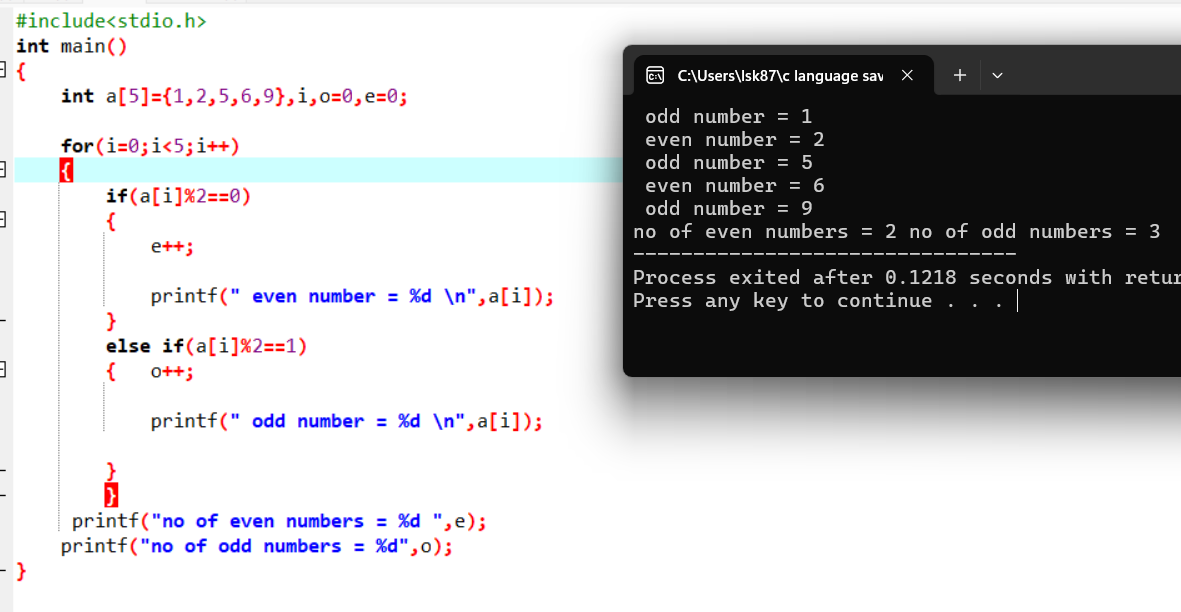 #include<stdio.h>
int main()
{
int a[5]={1,2,5,6,9},i,o=0,e=0;
for(i=0;i<5;i++)
{
if(a[i]%2==0)
{
e++;
printf(" even number = %d \n",a[i]);
}
else if(a[i]%2==1)
{ o++;
printf(" odd number = %d \n",a[i]);
}
}
printf("no of even numbers = %d ",e);
printf("no of odd numbers = %d",o);
}
C:\Users\lsk87\c language sav
odd number = 1
even number = 2
odd number = 5
even number = 6
odd number = 9
no of even numbers = 2 no of odd numbers = 3
--------------------------------
Process exited after 0.1218 seconds with retur
Press any key to continue . . .